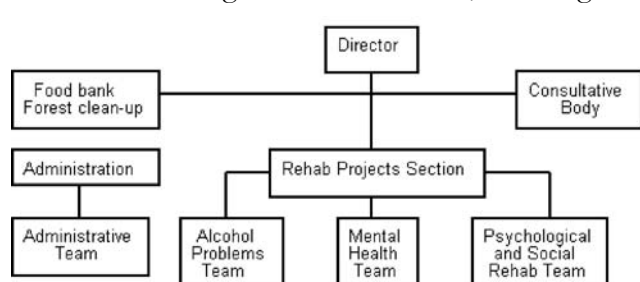 Director
Food bank
Forest clean-up
Consultative
Body
Administration
Rehab Projects Section
Administrative
Team
Alcohol
Problems
Team
Mental
Health
Team
Psychological
and Social
Rehab Team